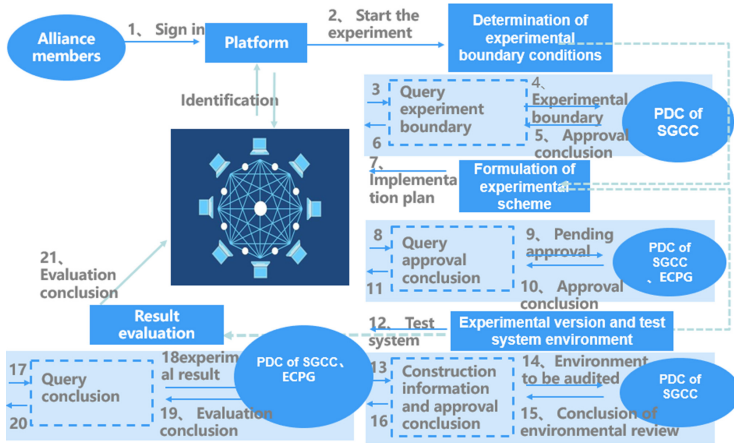 Alliance
members
1、 Sign in
Platform
2、 Start the
experiment
Determination of
experimental
boundary conditions
Identification
3
6
Query
experiment
boundary
4、
Experimental
boundary
5、 Approval
conclusion
PDC of
SGCC
7、
Implementa
tion plan
Formulation of
experimental
scheme
8
11
Query
approval
conclusion
9、 Pending
approval
10、 Approval
conclusion
PDC of
SGCC
、ECPG
21、
Evaluation
conclusion
Result
evaluation
12、 Test
system
Experimental version and test
system environment
17
20
Query
conclusion
18experim
al result
19、 Evaluation
conclusion
PDC of SGCC、
ECPG
13
16
Construction
information
and approval
conclusion
14、 Environment
to be audited
15、 Conclusion of
environmental review
PDC of
SGCC